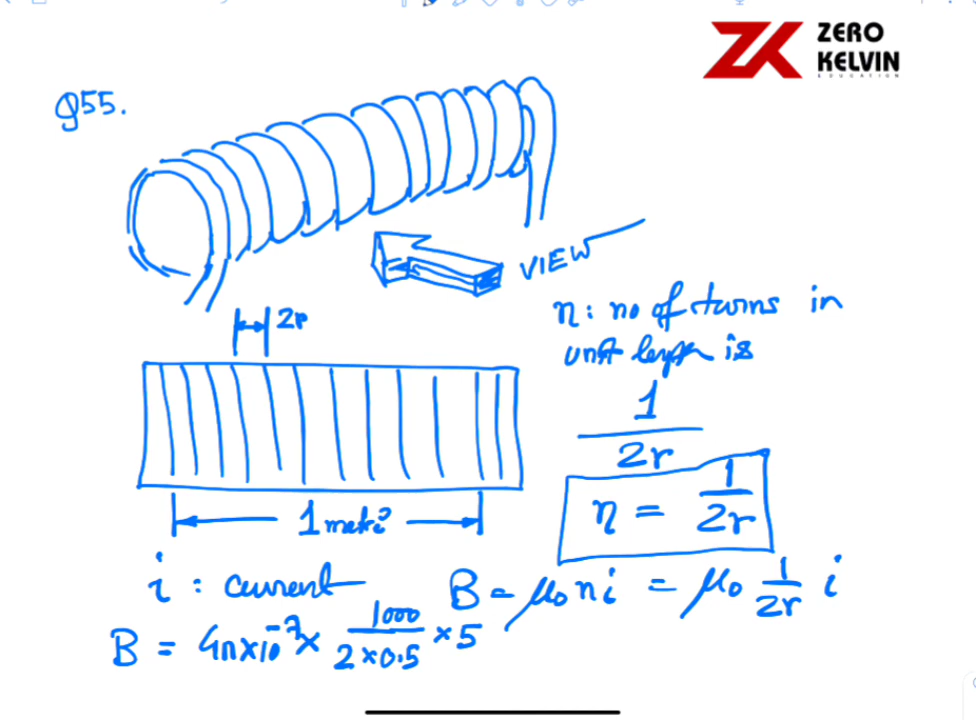 ZERO
KELVIN
EDUCATION
Q55.
VIEW
2r
n: no of turns in
unit length is
1
2r
n = 1/2r
1 metre
i : current
B = μ₀ni = μ₀ 1/2r i
B = 4π×10⁻⁷ × 1000/2×0.5 × 5